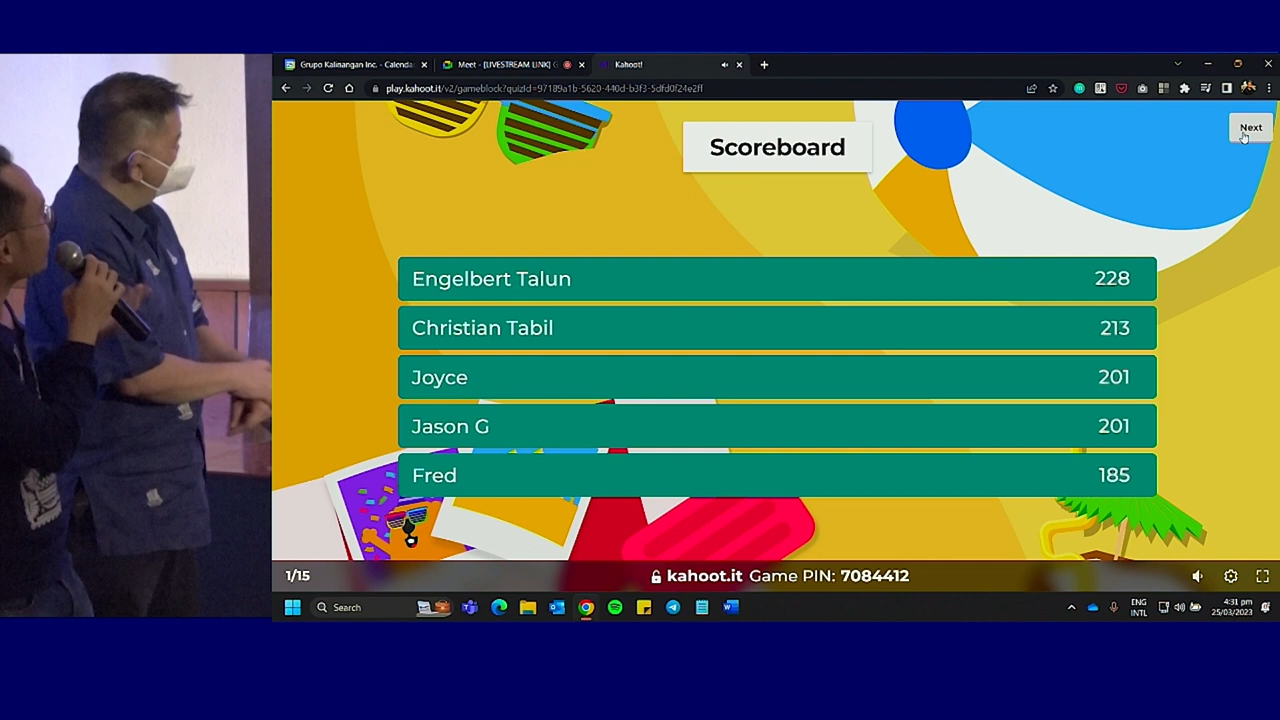 Grupo Kalinangan Inc. - Calenda
Meet - [LIVESTREAM LINK] G
Kahoot!
play.kahoot.it/v2/gameblock?quizId=97189a1b-5620-440d-b3f3-5dfd0f24e2ff
Scoreboard
Next
Engelbert Talun 228
Christian Tabil 213
Joyce 201
Jason G 201
Fred 185
1/15
kahoot.it Game PIN: 7084412
Search
ENG
INTL
4:31 pm
25/03/2023